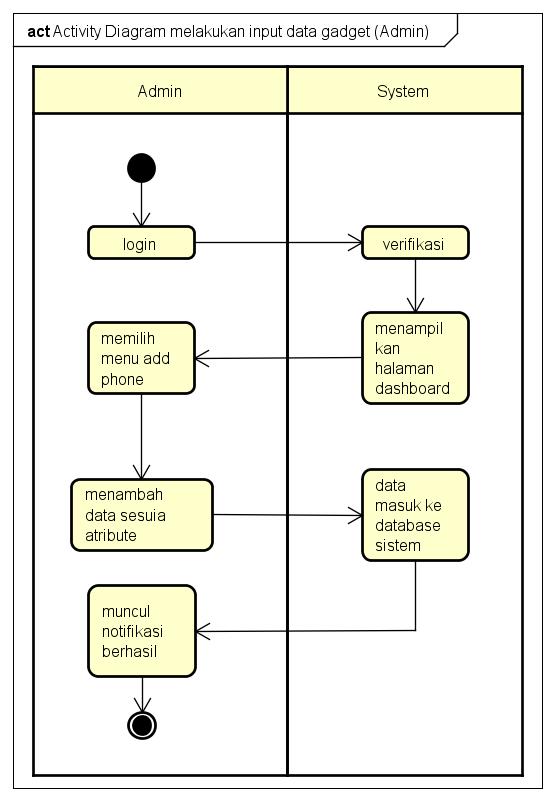 act Activity Diagram melakukan input data gadget (Admin)
Admin
System
login
verifikasi
menampil
kan
halaman
dashboard
memilih
menu add
phone
menambah
data sesuia
atribute
data
masuk ke
database
sistem
muncul
notifikasi
berhasil